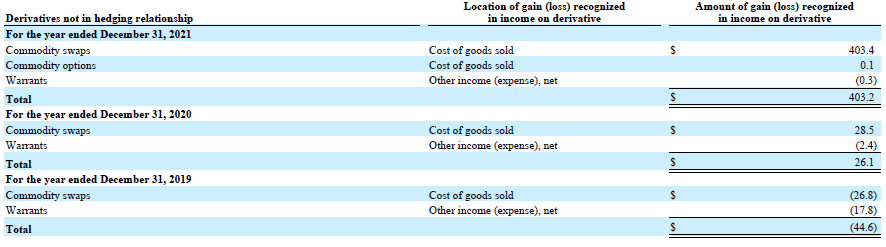 Derivatives not in hedging relationship Location of gain (loss) recognized in income on derivative Amount of gain (loss) recognized in income on derivative
For the year ended December 31, 2021
Commodity swaps Cost of goods sold $ 403.4
Commodity options Cost of goods sold 0.1
Warrants Other income (expense), net (0.3)
Total $ 403.2
For the year ended December 31, 2020
Commodity swaps Cost of goods sold $ 28.5
Warrants Other income (expense), net (2.4)
Total $ 26.1
For the year ended December 31, 2019
Commodity swaps Cost of goods sold $ (26.8)
Warrants Other income (expense), net (17.8)
Total $ (44.6)